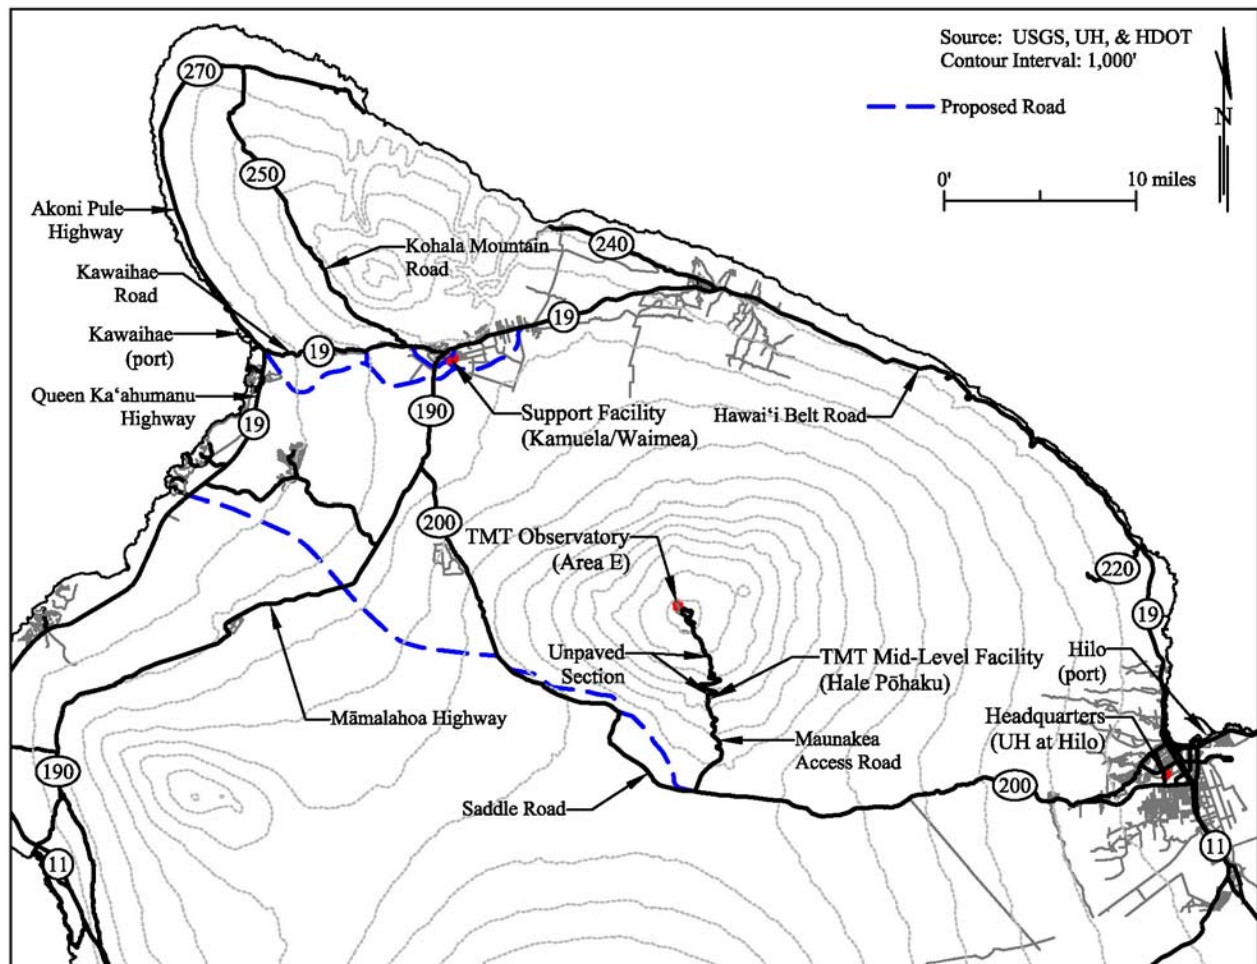 Source: USGS, UH, & HDOT
Contour Interval: 1,000'
Proposed Road
N
0'
10 miles
270
250
Akoni Pule
Highway
Kohala Mountain
Road
240
Kawaihae
Road
19
Kawaihae
(port)
19
Queen Ka‘ahumanu
Highway
19
190
Support Facility
(Kamuela/Waimea)
Hawai‘i Belt Road
200
TMT Observatory
(Area E)
220
19
Unpaved
Section
TMT Mid-Level Facility
(Hale Pōhaku)
Hilo
(port)
Māmalahoa Highway
Headquarters
(UH at Hilo)
Maunakea
Access Road
190
Saddle Road
200
11
11